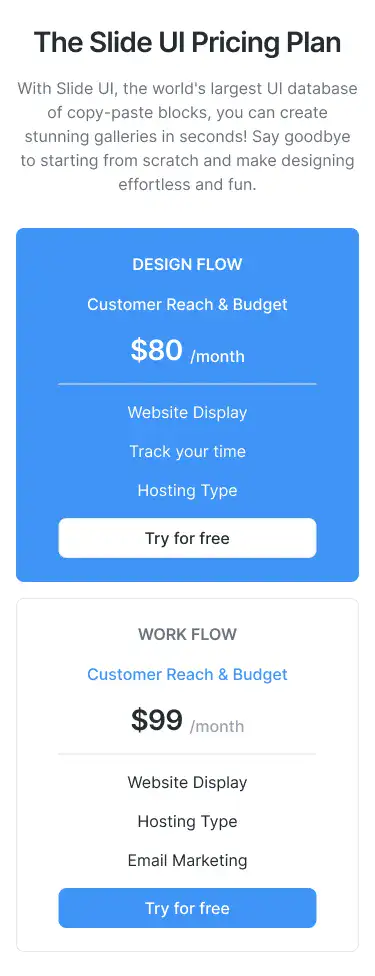 The Slide UI Pricing Plan
With Slide UI, the world's largest UI database
of copy-paste blocks, you can create
stunning galleries in seconds! Say goodbye
to starting from scratch and make designing
effortless and fun.
DESIGN FLOW
Customer Reach & Budget
$80 /month
Website Display
Track your time
Hosting Type
Try for free
WORK FLOW
Customer Reach & Budget
$99 /month
Website Display
Hosting Type
Email Marketing
Try for free